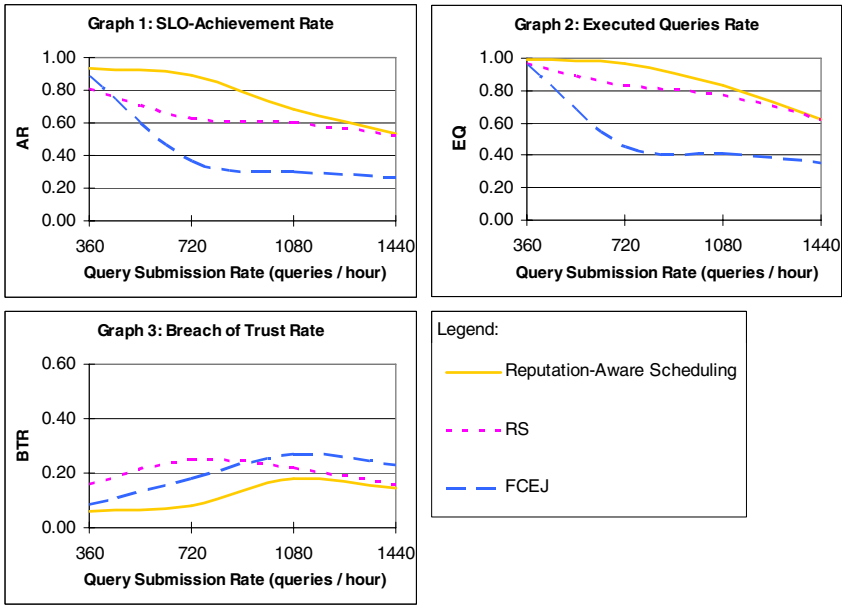 Graph 1: SLO-Achievement Rate
1.00
0.80
0.60
0.40
0.20
0.00
AR
360 720 1080 1440
Query Submission Rate (queries / hour)
Graph 2: Executed Queries Rate
1.00
0.80
0.60
0.40
0.20
0.00
EQ
360 720 1080 1440
Query Submission Rate (queries / hour)
Graph 3: Breach of Trust Rate
0.60
0.40
0.20
0.00
BTR
360 720 1080 1440
Query Submission Rate (queries / hour)
Legend:
Reputation-Aware Scheduling
RS
FCEJ